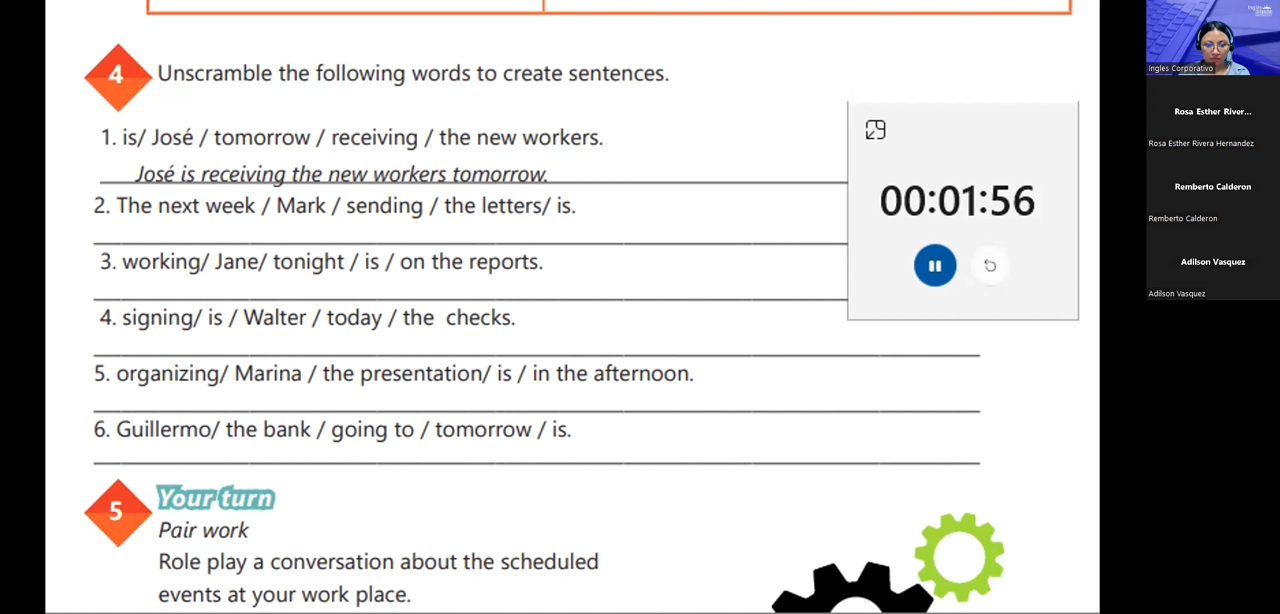 4 Unscramble the following words to create sentences.
1. is/ José / tomorrow / receiving / the new workers.
José is receiving the new workers tomorrow.
2. The next week / Mark / sending / the letters/ is.
3. working/ Jane/ tonight / is / on the reports.
4. signing/ is / Walter / today / the checks.
5. organizing/ Marina / the presentation/ is / in the afternoon.
6. Guillermo/ the bank / going to / tomorrow / is.
5 Your turn
Pair work
Role play a conversation about the scheduled
events at your work place.
00:01:56
Ingles Corporativo
Rosa Esther River...
Rosa Esther Rivera Hernandez
Remberto Calderon
Remberto Calderon
Adilson Vasquez
Adilson Vasquez